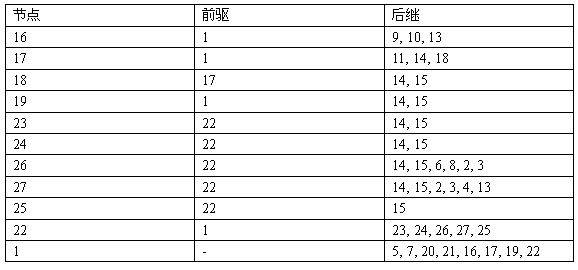 节点 前驱 后继
16 1 9, 10, 13
17 1 11, 14, 18
18 17 14, 15
19 1 14, 15
23 22 14, 15
24 22 14, 15
26 22 14, 15, 6, 8, 2, 3
27 22 14, 15, 2, 3, 4, 13
25 22 15
22 1 23, 24, 26, 27, 25
1 - 5, 7, 20, 21, 16, 17, 19, 22